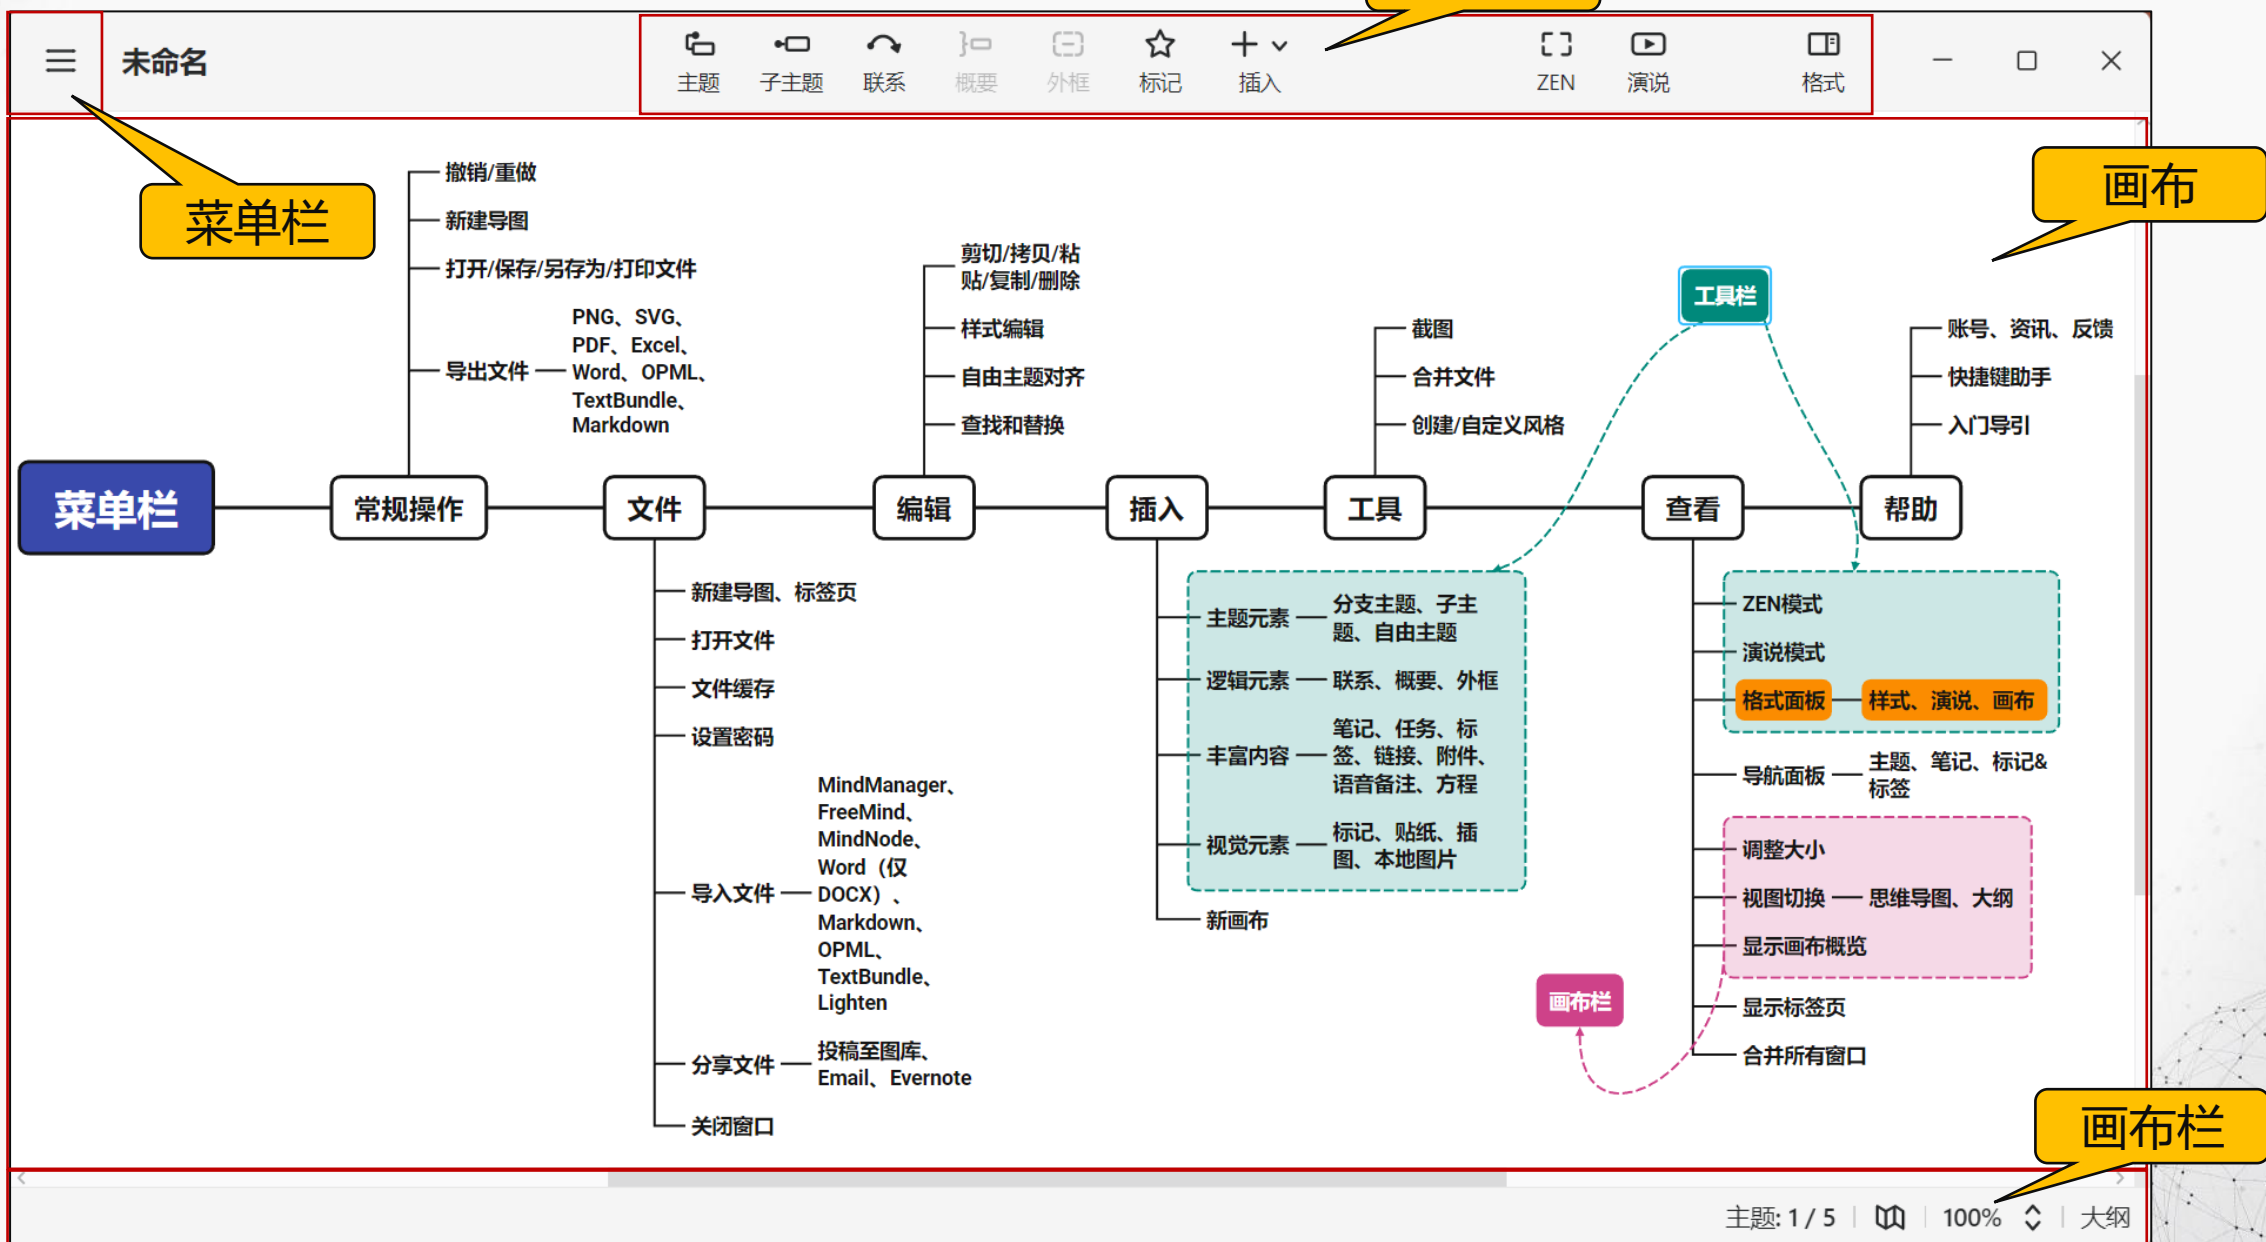 未命名
主题
子主题
联系
概要
外框
标记
插入
ZEN
演说
格式
菜单栏
画布
撤销/重做
新建导图
打开/保存/另存为/打印文件
导出文件
PNG、SVG、
PDF、Excel、
Word、OPML、
TextBundle、
Markdown
剪切/拷贝/粘
贴/复制/删除
样式编辑
自由主题对齐
查找和替换
截图
合并文件
创建/自定义风格
工具栏
账号、资讯、反馈
快捷键助手
入门导引
菜单栏
常规操作
文件
编辑
插入
工具
查看
帮助
新建导图、标签页
打开文件
文件缓存
设置密码
导入文件
MindManager、
FreeMind、
MindNode、
Word（仅
DOCX）、
Markdown、
OPML、
TextBundle、
Lighten
分享文件
投稿至图库、
Email、Evernote
关闭窗口
主题元素
分支主题、子主
题、自由主题
逻辑元素
联系、概要、外框
丰富内容
笔记、任务、标
签、链接、附件、
语音备注、方程
视觉元素
标记、贴纸、插
图、本地图片
新画布
ZEN模式
演说模式
格式面板
样式、演说、画布
导航面板
主题、笔记、标记&
标签
调整大小
视图切换
思维导图、大纲
显示画布概览
画布栏
显示标签页
合并所有窗口
画布栏
主题: 1 / 5
100%
大纲